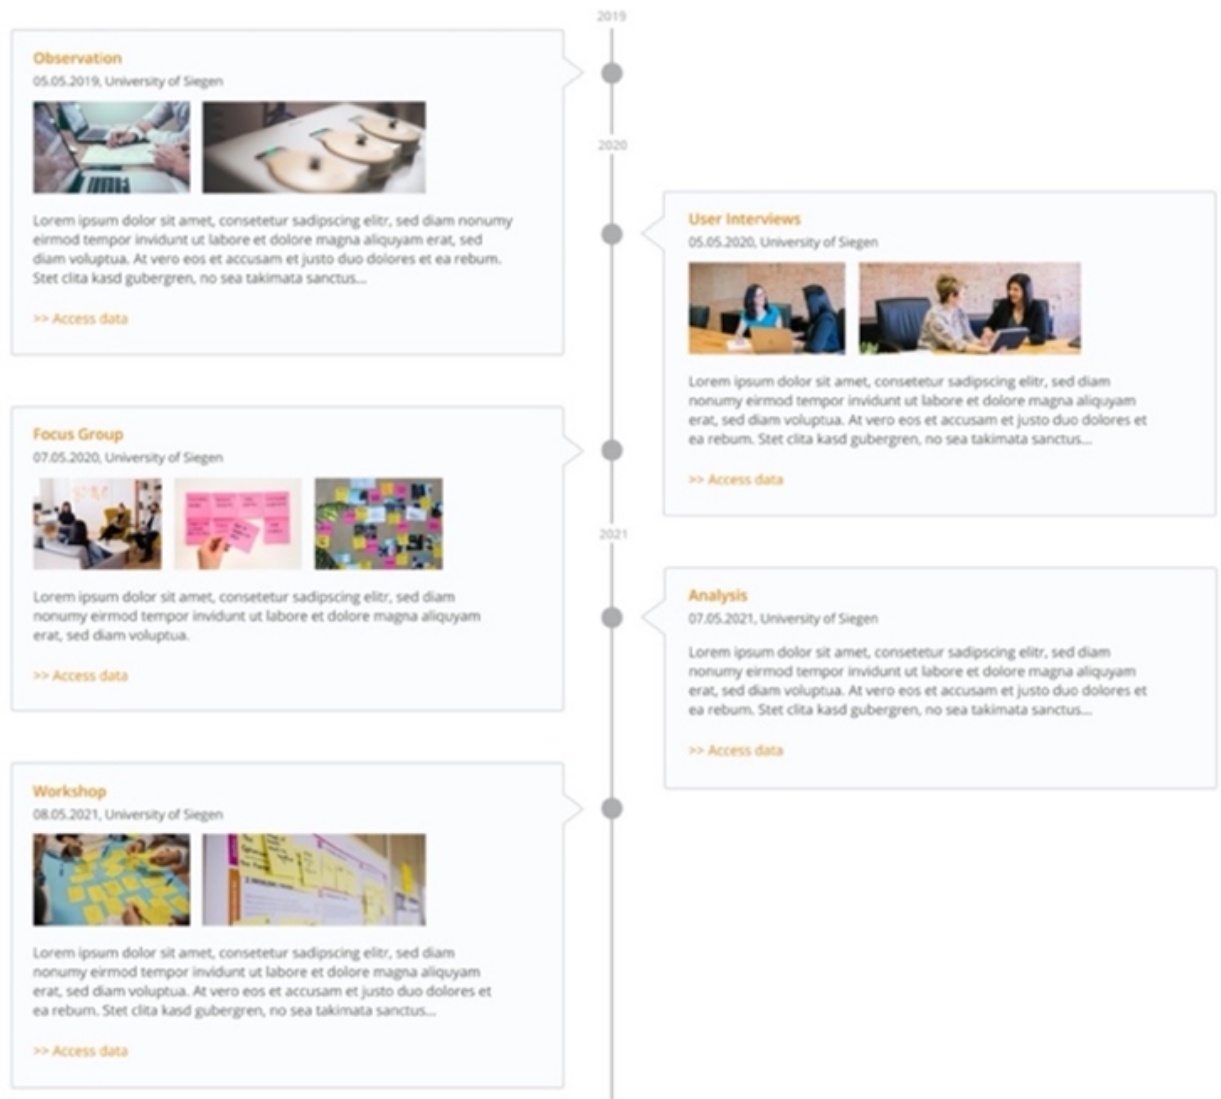 2019
Observation
05.05.2019, University of Siegen
Lorem ipsum dolor sit amet, consetetur sadipscing elitr, sed diam nonumy
eirmod tempor invidunt ut labore et dolore magna aliquyam erat, sed
diam voluptua. At vero eos et accusam et justo duo dolores et ea rebum.
Stet clita kasd gubergren, no sea takimata sanctus...
>> Access data
2020
User Interviews
05.05.2020, University of Siegen
Lorem ipsum dolor sit amet, consetetur sadipscing elitr, sed diam
nonumy eirmod tempor invidunt ut labore et dolore magna aliquyam
erat, sed diam voluptua. At vero eos et accusam et justo duo dolores et
ea rebum. Stet clita kasd gubergren, no sea takimata sanctus...
>> Access data
Focus Group
07.05.2020, University of Siegen
Lorem ipsum dolor sit amet, consetetur sadipscing elitr, sed diam
nonumy eirmod tempor invidunt ut labore et dolore magna aliquyam
erat, sed diam voluptua.
>> Access data
2021
Analysis
07.05.2021, University of Siegen
Lorem ipsum dolor sit amet, consetetur sadipscing elitr, sed diam
nonumy eirmod tempor invidunt ut labore et dolore magna aliquyam
erat, sed diam voluptua. At vero eos et accusam et justo duo dolores et
ea rebum. Stet clita kasd gubergren, no sea takimata sanctus...
>> Access data
Workshop
08.05.2021, University of Siegen
Lorem ipsum dolor sit amet, consetetur sadipscing elitr, sed diam
nonumy eirmod tempor invidunt ut labore et dolore magna aliquyam
erat, sed diam voluptua. At vero eos et accusam et justo duo dolores et
ea rebum. Stet clita kasd gubergren, no sea takimata sanctus...
>> Access data